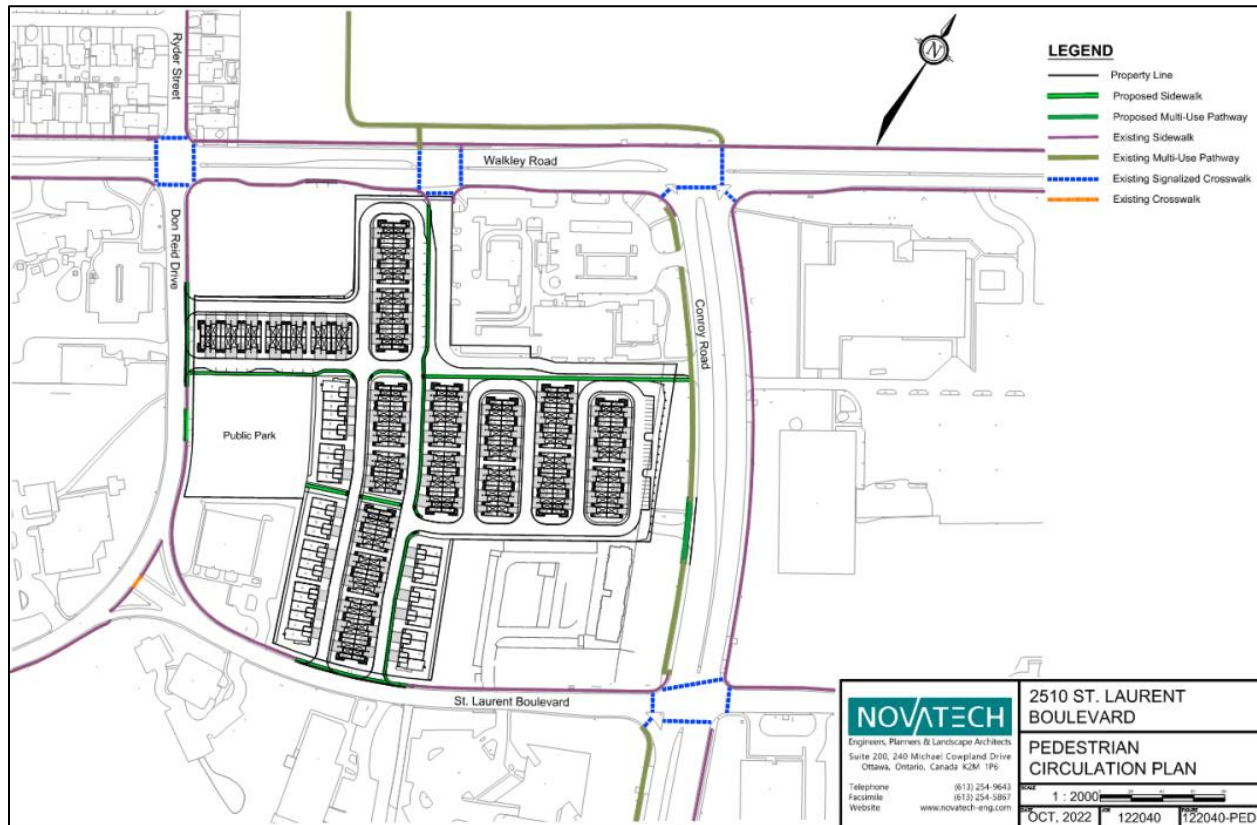 Ryder Street
Walkley Road
Don Reid Drive
Conroy Road
Public Park
St. Laurent Boulevard
N
LEGEND
Property Line
Proposed Sidewalk
Proposed Multi-Use Pathway
Existing Sidewalk
Existing Multi-Use Pathway
Existing Signalized Crosswalk
Existing Crosswalk
NOVATECH
Engineers, Planners & Landscape Architects
Suite 200, 240 Michael Cowpland Drive
Ottawa, Ontario, Canada K2M 1P6
Telephone (613) 254-9643
Facsimile (613) 254-5867
Website www.novatech-eng.com
2510 ST. LAURENT
BOULEVARD
PEDESTRIAN
CIRCULATION PLAN
SCALE
1 : 2000
DATE
OCT, 2022
JOB
122040
FIGURE
122040-PED